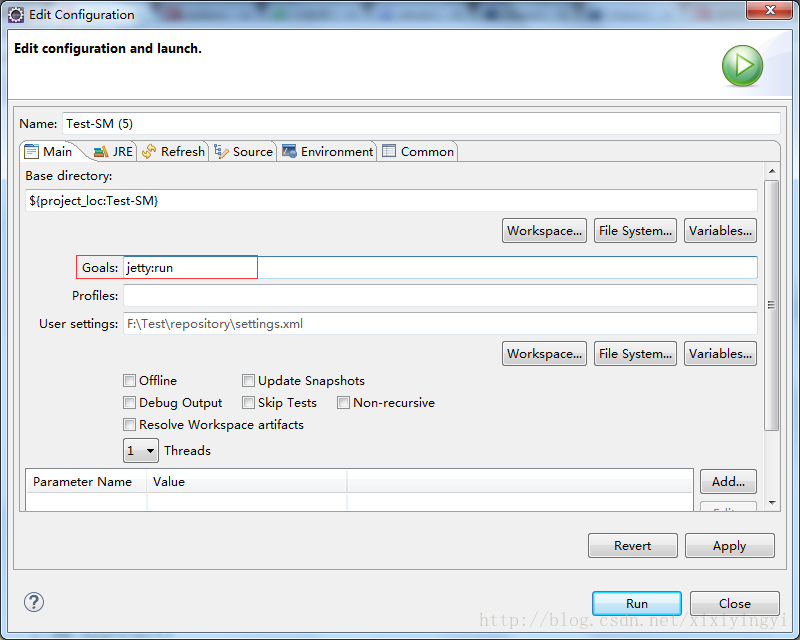 Edit Configuration
Edit configuration and launch.
Name: Test-SM (5)
Main JRE Refresh Source Environment Common
Base directory:
${project_loc:Test-SM}
Workspace... File System... Variables...
Goals: jetty:run
Profiles:
User settings: F:\Test\repository\settings.xml
Workspace... File System... Variables...
Offline Update Snapshots
Debug Output Skip Tests Non-recursive
Resolve Workspace artifacts
1 Threads
Parameter Name Value Add...
Revert Apply
Run Close
http://blog.csdn.net/xixiyingyi